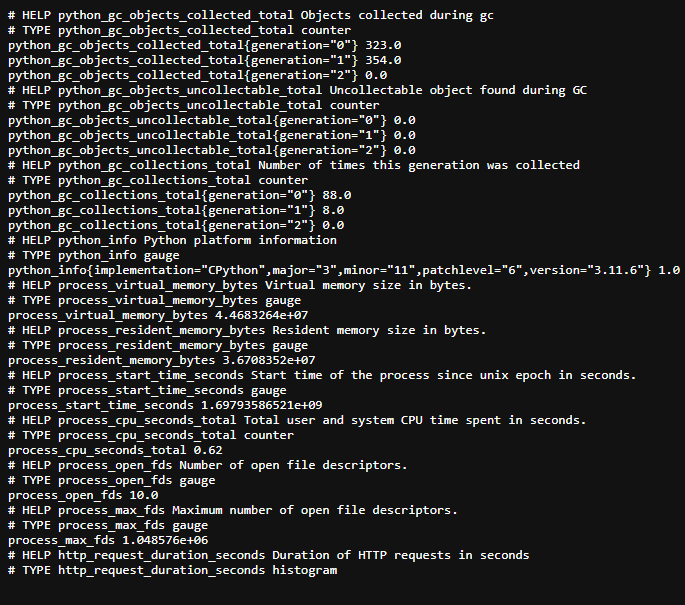 # HELP python_gc_objects_collected_total Objects collected during gc
# TYPE python_gc_objects_collected_total counter
python_gc_objects_collected_total{generation="0"} 323.0
python_gc_objects_collected_total{generation="1"} 354.0
python_gc_objects_collected_total{generation="2"} 0.0
# HELP python_gc_objects_uncollectable_total Uncollectable object found during GC
# TYPE python_gc_objects_uncollectable_total counter
python_gc_objects_uncollectable_total{generation="0"} 0.0
python_gc_objects_uncollectable_total{generation="1"} 0.0
python_gc_objects_uncollectable_total{generation="2"} 0.0
# HELP python_gc_collections_total Number of times this generation was collected
# TYPE python_gc_collections_total counter
python_gc_collections_total{generation="0"} 88.0
python_gc_collections_total{generation="1"} 8.0
python_gc_collections_total{generation="2"} 0.0
# HELP python_info Python platform information
# TYPE python_info gauge
python_info{implementation="CPython",major="3",minor="11",patchlevel="6",version="3.11.6"} 1.0
# HELP process_virtual_memory_bytes Virtual memory size in bytes.
# TYPE process_virtual_memory_bytes gauge
process_virtual_memory_bytes 4.4683264e+07
# HELP process_resident_memory_bytes Resident memory size in bytes.
# TYPE process_resident_memory_bytes gauge
process_resident_memory_bytes 3.6708352e+07
# HELP process_start_time_seconds Start time of the process since unix epoch in seconds.
# TYPE process_start_time_seconds gauge
process_start_time_seconds 1.69793586521e+09
# HELP process_cpu_seconds_total Total user and system CPU time spent in seconds.
# TYPE process_cpu_seconds_total counter
process_cpu_seconds_total 0.62
# HELP process_open_fds Number of open file descriptors.
# TYPE process_open_fds gauge
process_open_fds 10.0
# HELP process_max_fds Maximum number of open file descriptors.
# TYPE process_max_fds gauge
process_max_fds 1.048576e+06
# HELP http_request_duration_seconds Duration of HTTP requests in seconds
# TYPE http_request_duration_seconds histogram